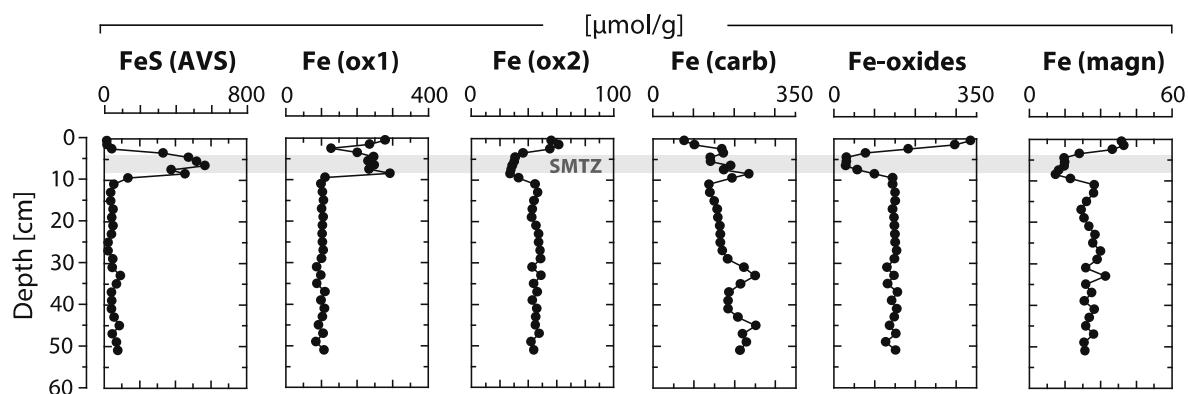 [µmol/g]
FeS (AVS) Fe (ox1) Fe (ox2) Fe (carb) Fe-oxides Fe (magn)
0 800 0 400 0 100 0 350 0 350 0 60
0
SMTZ
10
20
30
40
50
60
Depth [cm]